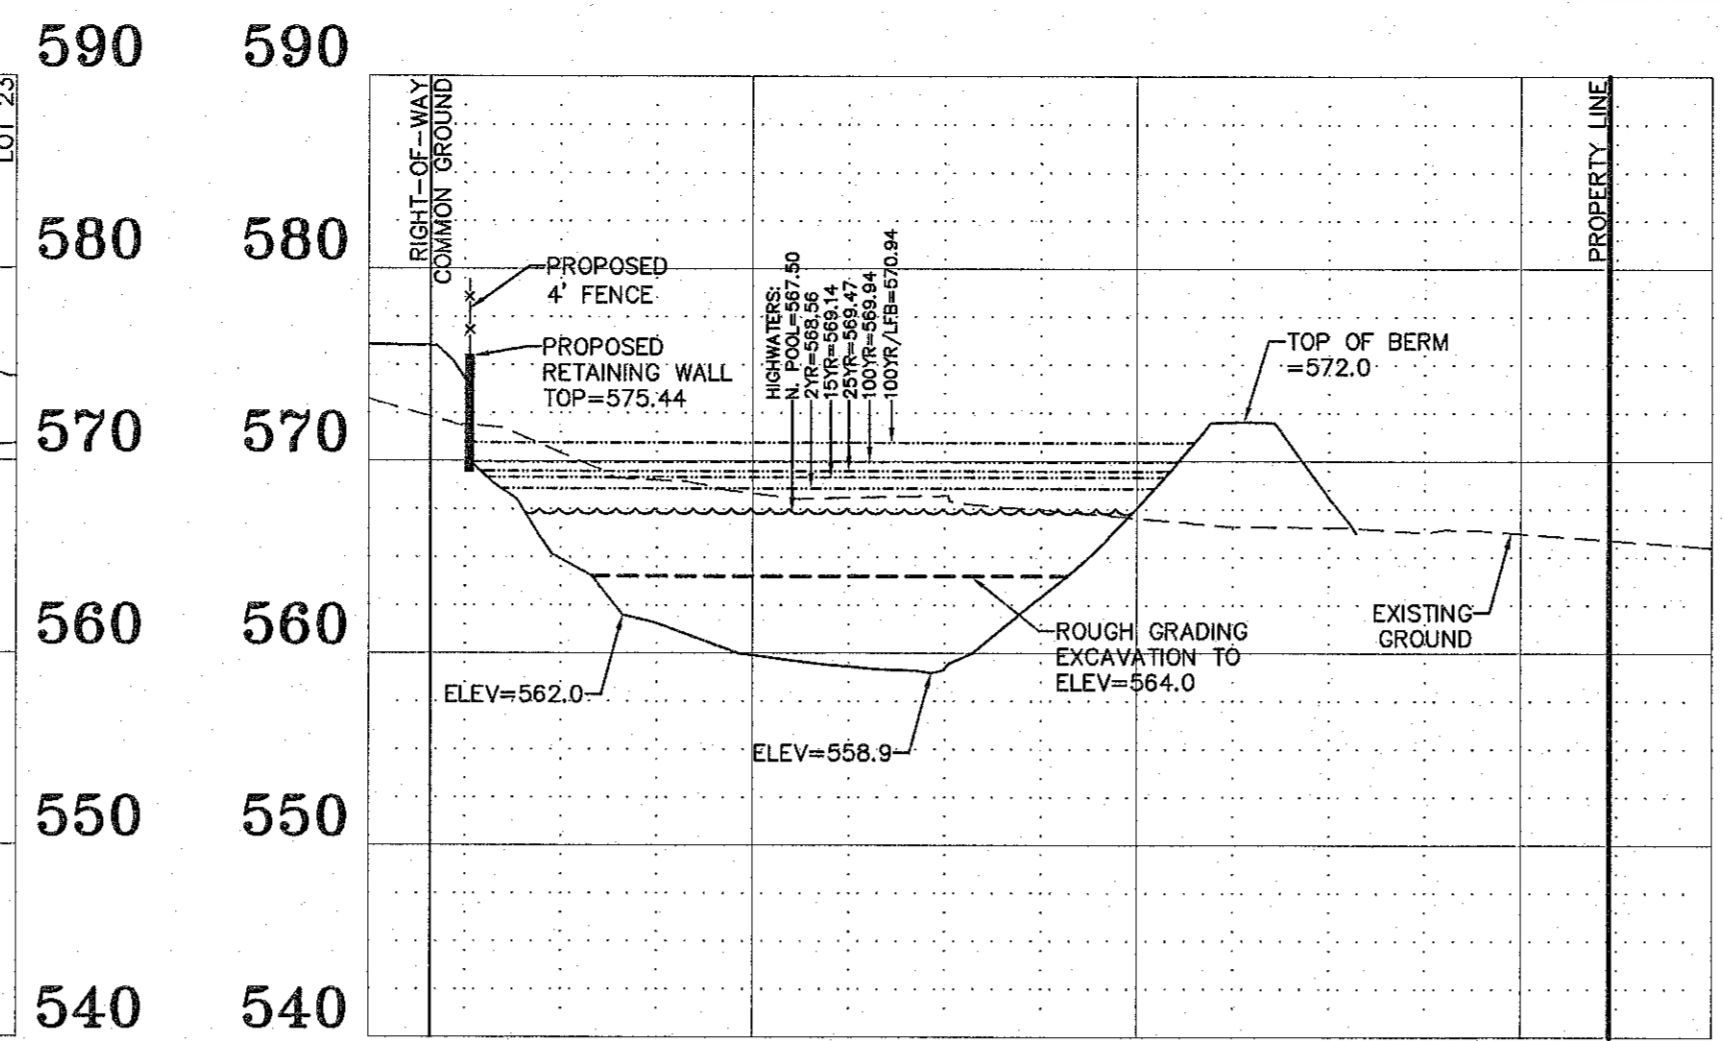 590 590
LOT 23
RIGHT-OF-WAY
COMMON GROUND
PROPERTY LINE
580 580
PROPOSED
4' FENCE
HIGHWATERS:
N. POOL=567.50
2YR=568.56
15YR=569.14
25YR=569.47
100YR=569.94
100YR/LFB=570.94
PROPOSED
RETAINING WALL
TOP=575.44
TOP OF BERM
=572.0
570 570
560 560
EXISTING
GROUND
ROUGH GRADING
EXCAVATION TO
ELEV=564.0
ELEV=562.0
ELEV=558.9
550 550
540 540